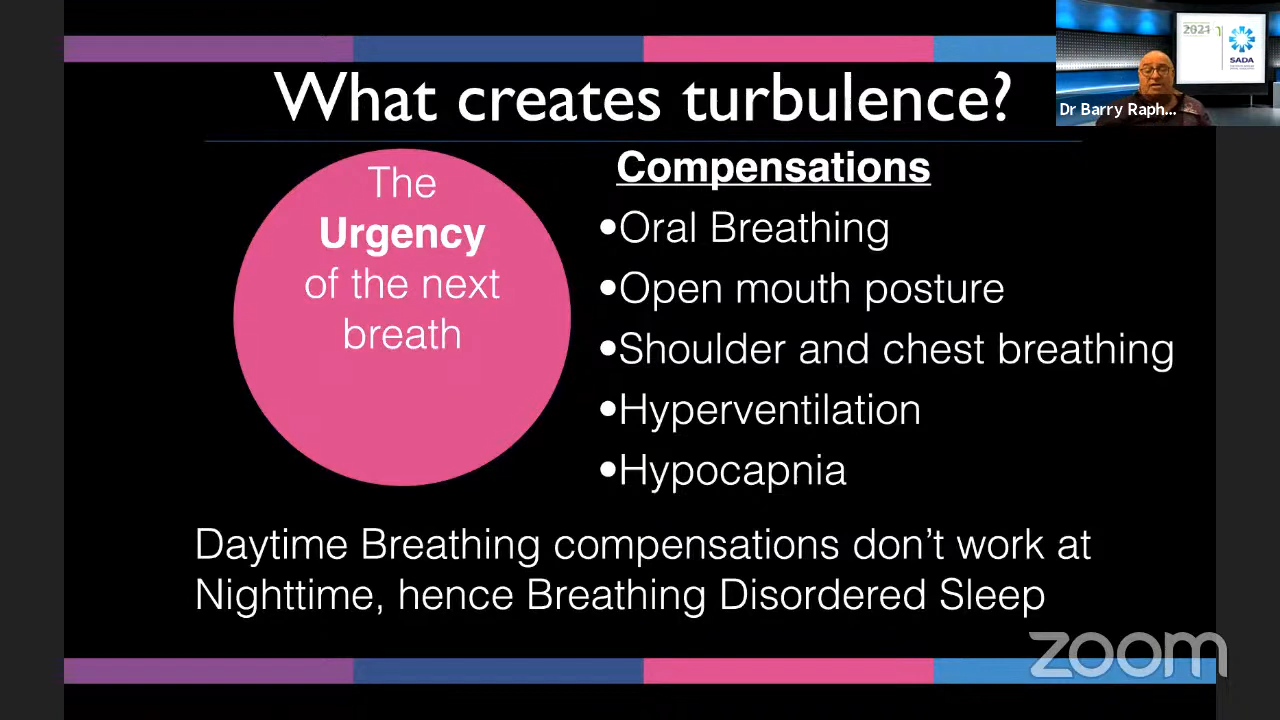 What creates turbulence?
2021
SADA
Dr Barry Raph...
The
Urgency
of the next
breath
Compensations
•Oral Breathing
•Open mouth posture
•Shoulder and chest breathing
•Hyperventilation
•Hypocapnia
Daytime Breathing compensations don’t work at
Nighttime, hence Breathing Disordered Sleep
zoom